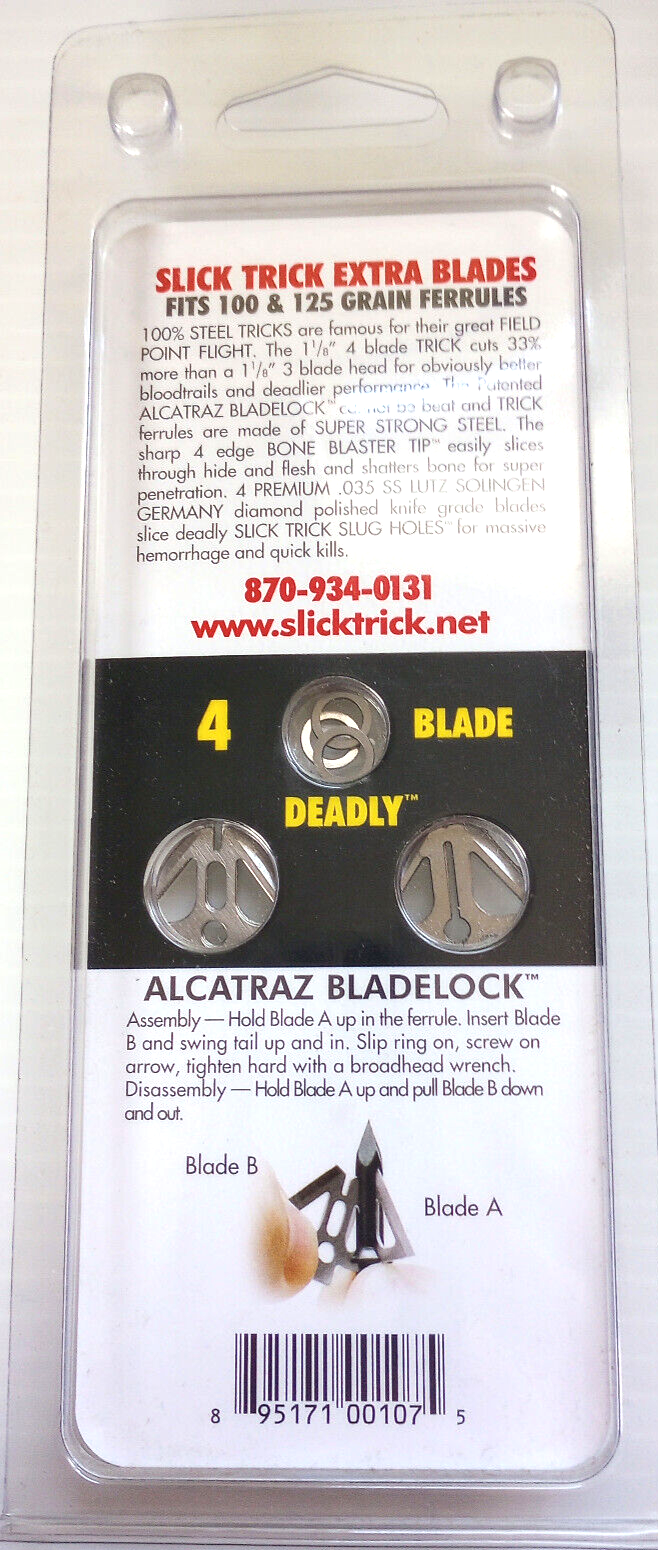 SLICK TRICK EXTRA BLADES
FITS 100 & 125 GRAIN FERRULES
100% STEEL TRICKS are famous for their great FIELD
POINT FLIGHT. The 1 1/8" 4 blade TRICK cuts 33%
more than a 1 1/8" 3 blade head for obviously better
bloodtrails and deadlier performance. The Patented
ALCATRAZ BLADELOCK™ cannot be beat and TRICK
ferrules are made of SUPER STRONG STEEL. The
sharp 4 edge BONE BLASTER TIP™ easily slices
through hide and flesh and shatters bone for super
penetration. 4 PREMIUM .035 SS LUTZ SOLINGEN
GERMANY diamond polished knife grade blades
slice deadly SLICK TRICK SLUG HOLES™ for massive
hemorrhage and quick kills.
870-934-0131
www.slicktrick.net
4 BLADE
DEADLY™
ALCATRAZ BLADELOCK™
Assembly — Hold Blade A up in the ferrule. Insert Blade
B and swing tail up and in. Slip ring on, screw on
arrow, tighten hard with a broadhead wrench.
Disassembly — Hold Blade A up and pull Blade B down
and out.
Blade B
Blade A
8 95171 00107 5